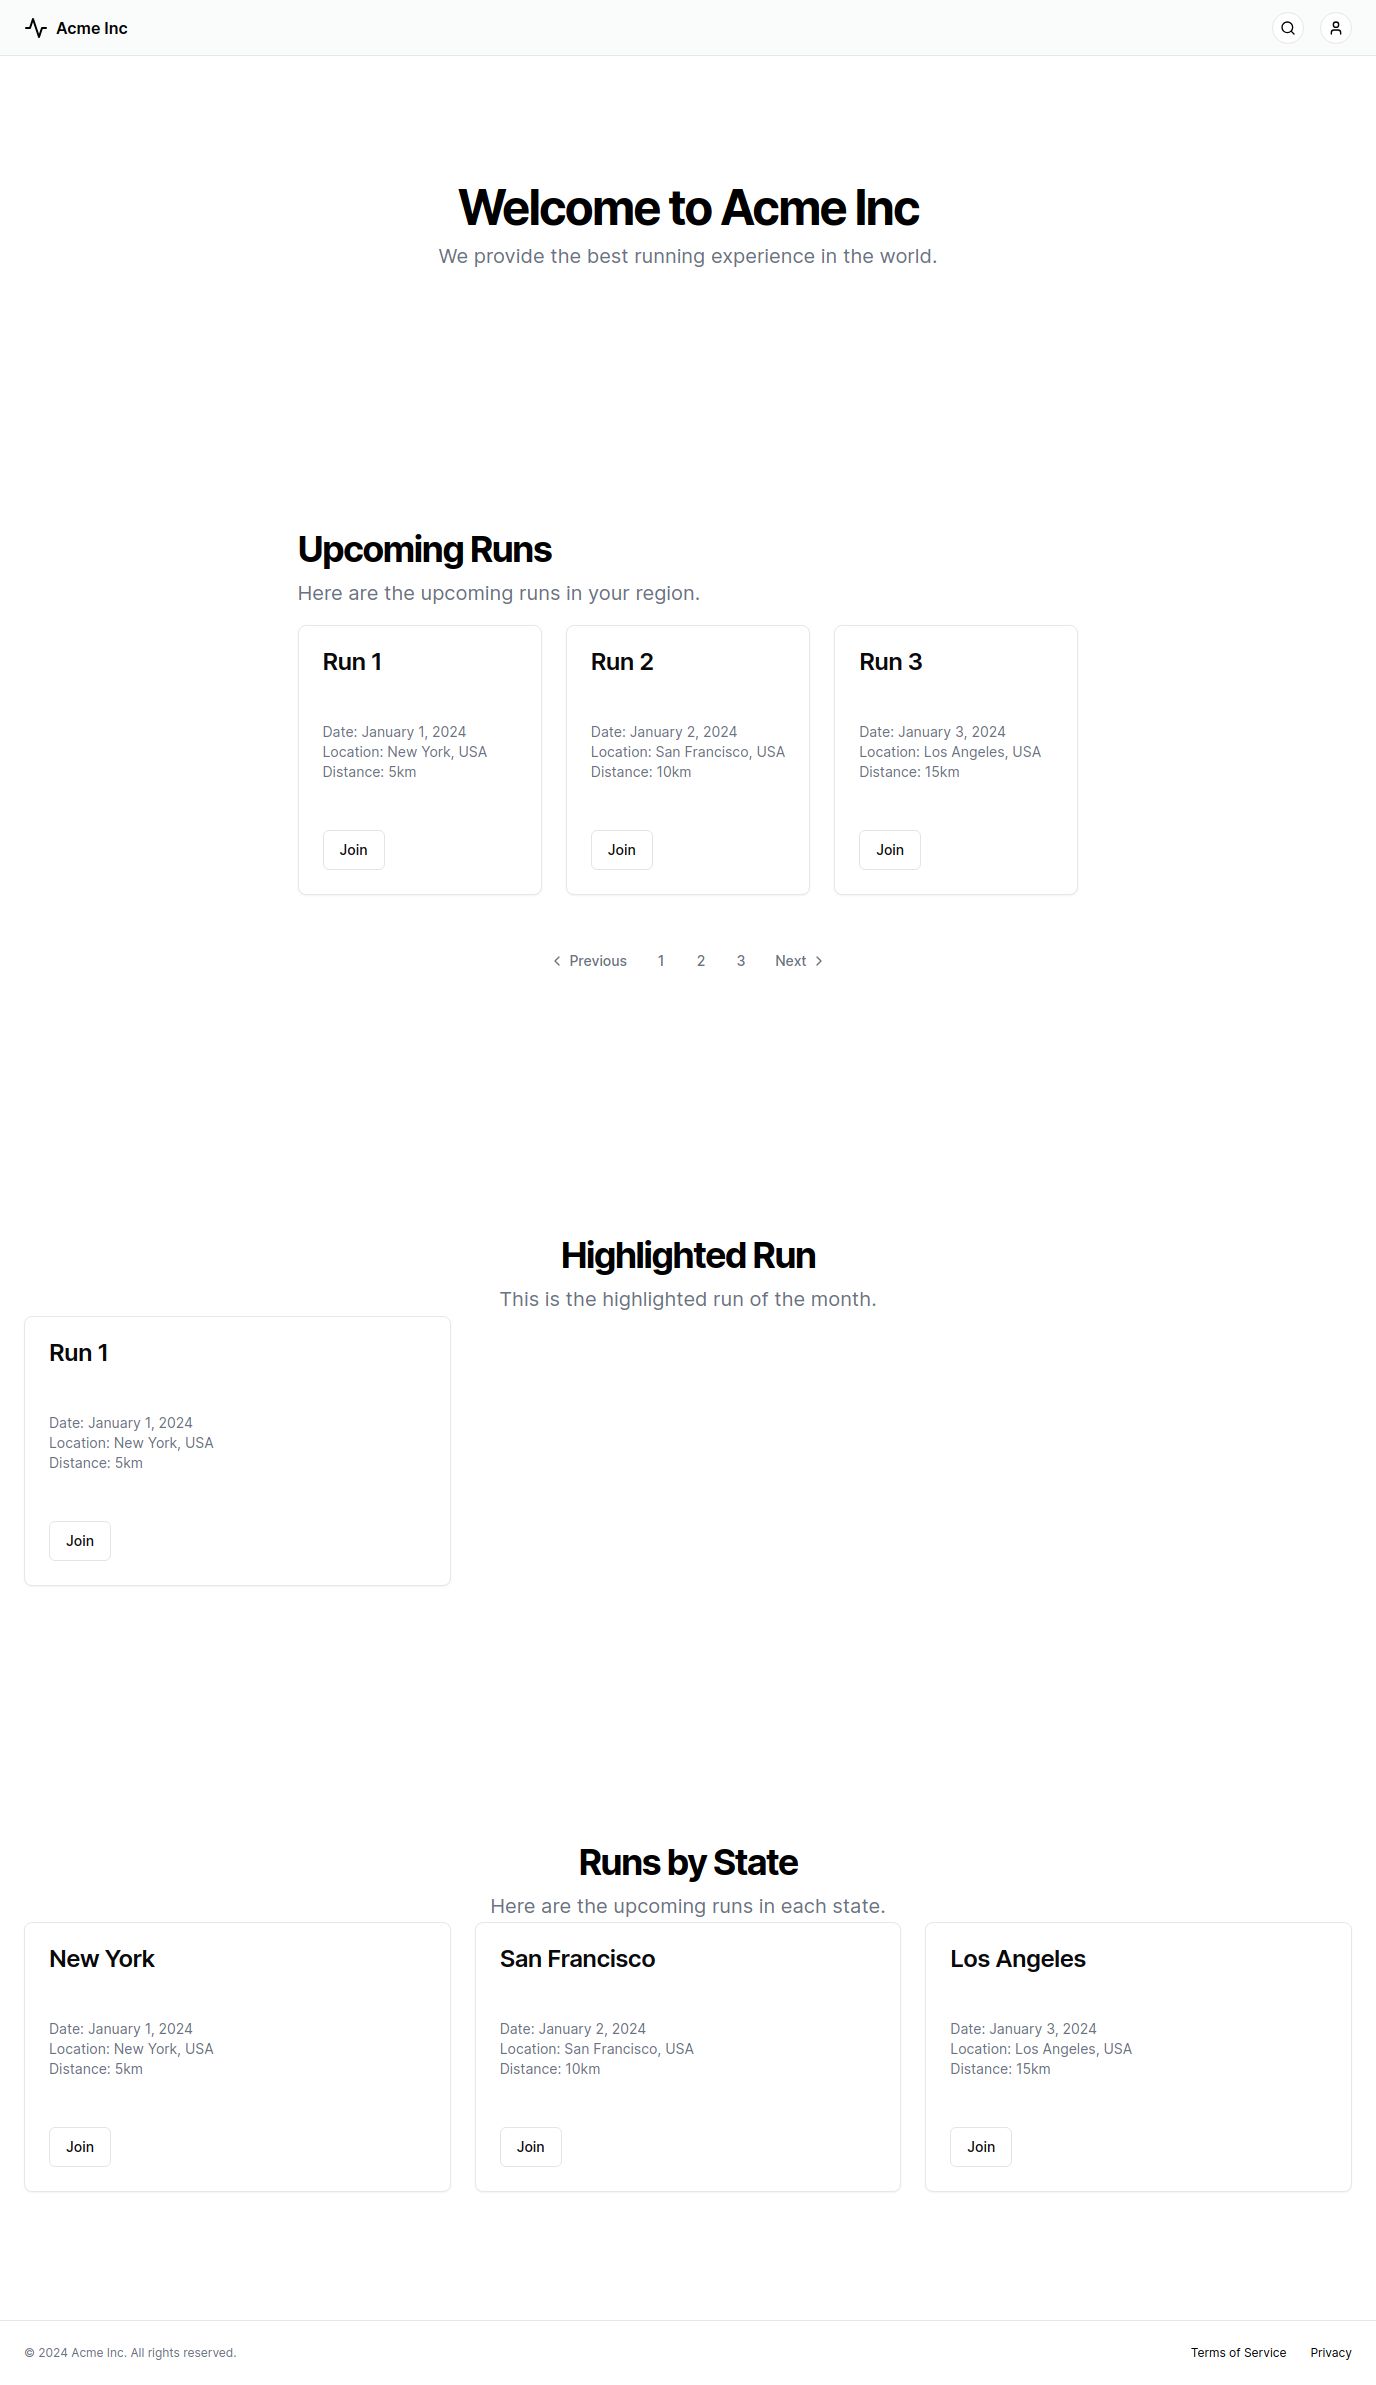 Acme Inc
Welcome to Acme Inc
We provide the best running experience in the world.
Upcoming Runs
Here are the upcoming runs in your region.
Run 1
Date: January 1, 2024
Location: New York, USA
Distance: 5km
Join
Run 2
Date: January 2, 2024
Location: San Francisco, USA
Distance: 10km
Join
Run 3
Date: January 3, 2024
Location: Los Angeles, USA
Distance: 15km
Join
Previous 1 2 3 Next
Highlighted Run
This is the highlighted run of the month.
Run 1
Date: January 1, 2024
Location: New York, USA
Distance: 5km
Join
Runs by State
Here are the upcoming runs in each state.
New York
Date: January 1, 2024
Location: New York, USA
Distance: 5km
Join
San Francisco
Date: January 2, 2024
Location: San Francisco, USA
Distance: 10km
Join
Los Angeles
Date: January 3, 2024
Location: Los Angeles, USA
Distance: 15km
Join
© 2024 Acme Inc. All rights reserved.
Terms of Service Privacy